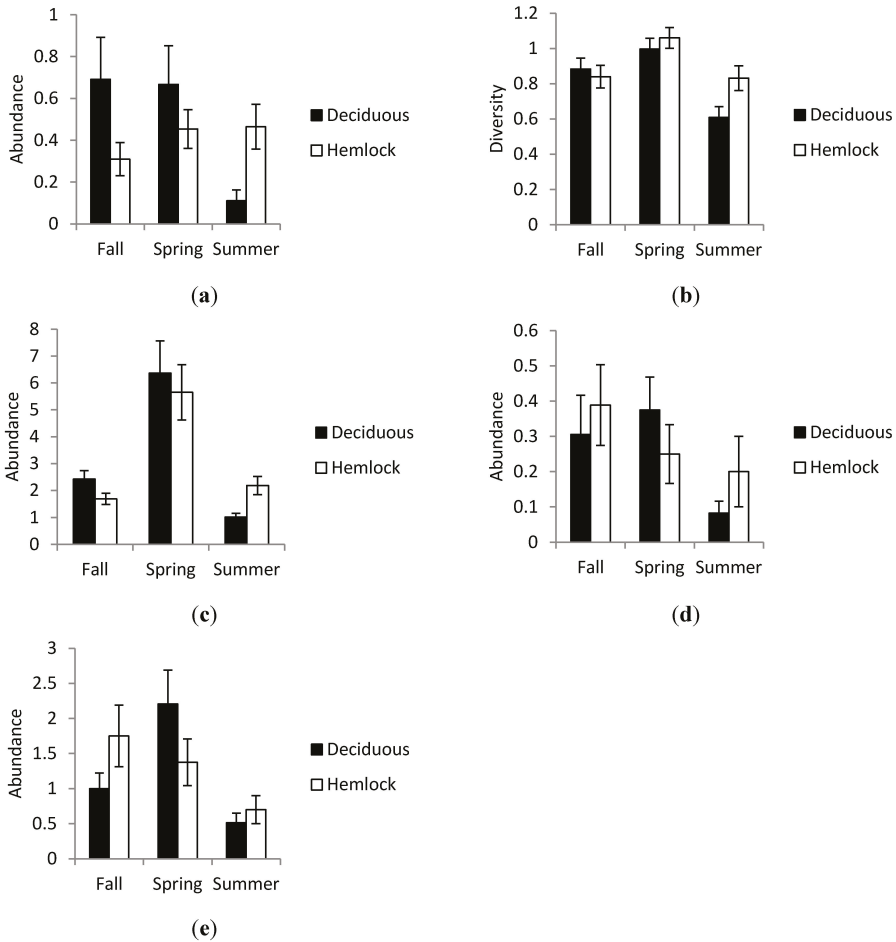 1
0.8
0.6
0.4
0.2
0
Abundance
Fall Spring Summer
Deciduous
Hemlock
(a)
1.2
1
0.8
0.6
0.4
0.2
0
Diversity
Fall Spring Summer
Deciduous
Hemlock
(b)
8
7
6
5
4
3
2
1
0
Abundance
Fall Spring Summer
Deciduous
Hemlock
(c)
0.6
0.5
0.4
0.3
0.2
0.1
0
Abundance
Fall Spring Summer
Deciduous
Hemlock
(d)
3
2.5
2
1.5
1
0.5
0
Abundance
Fall Spring Summer
Deciduous
Hemlock
(e)